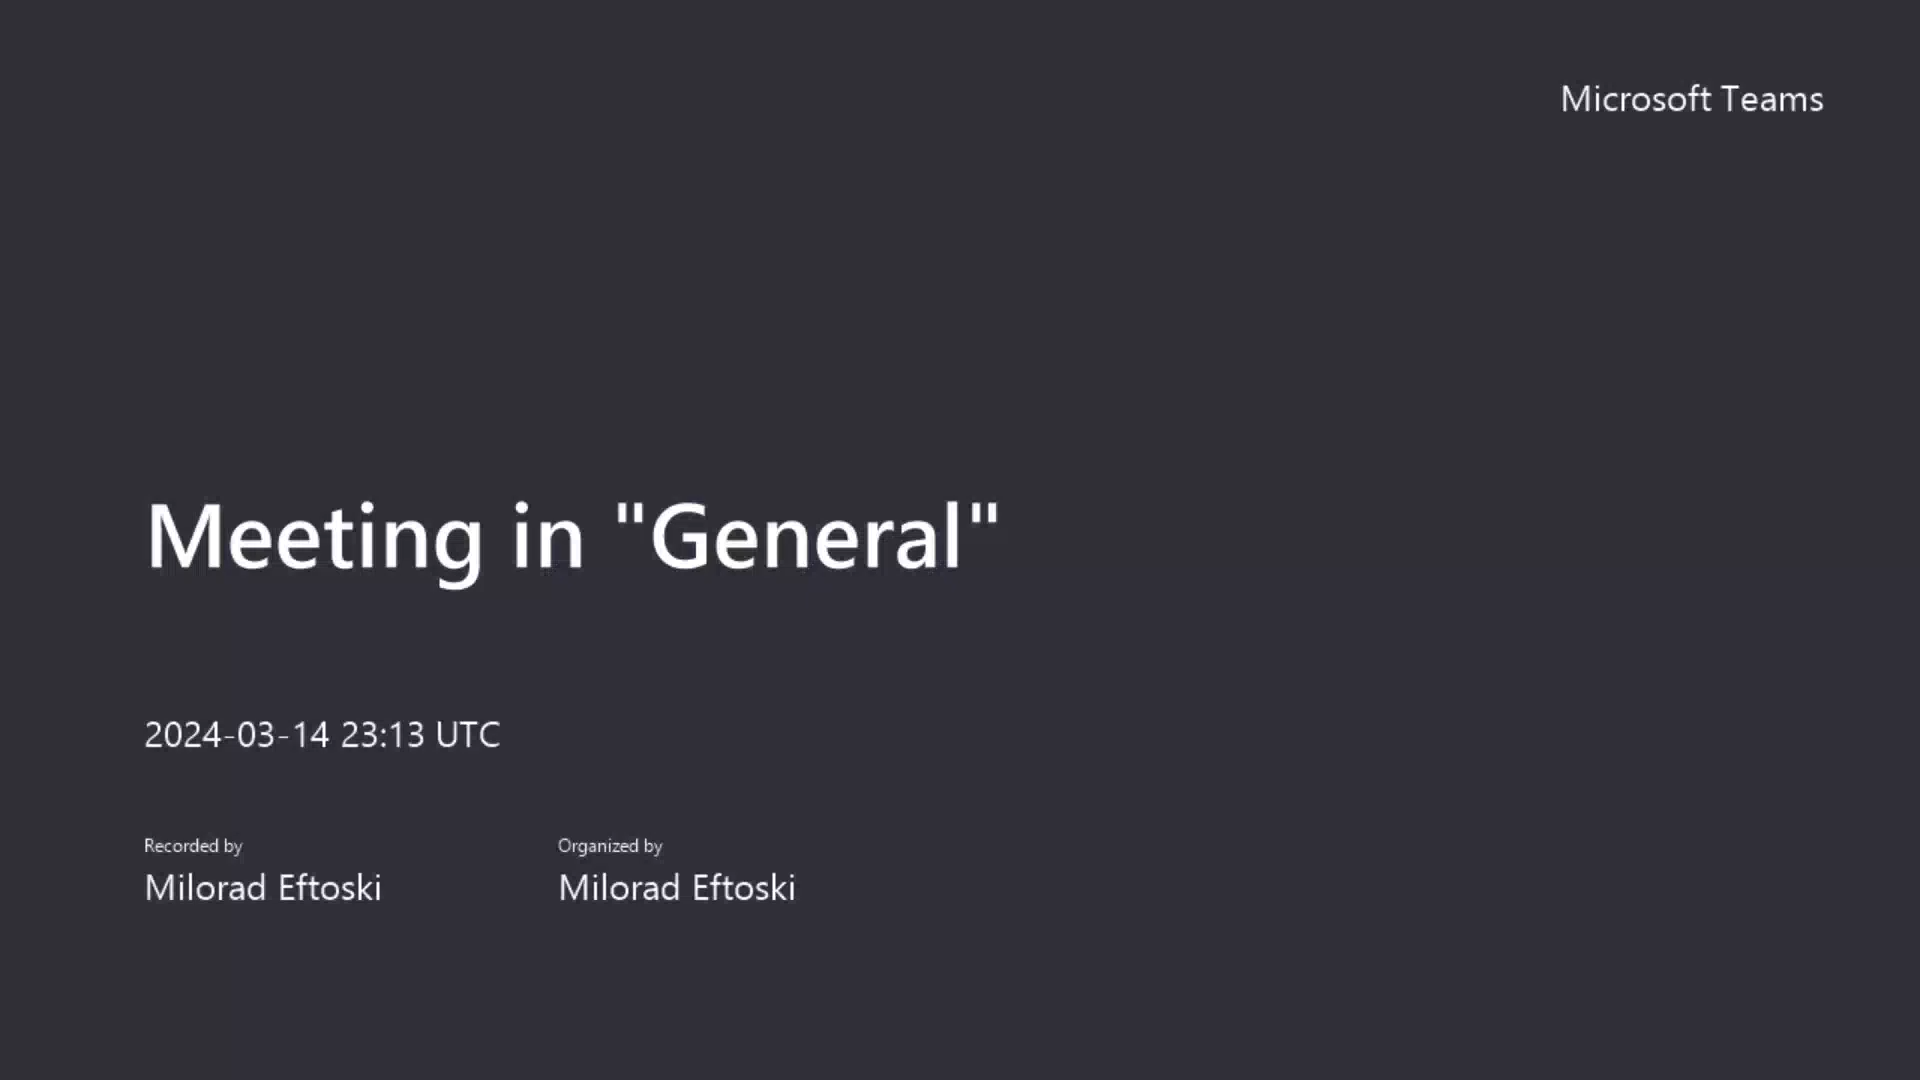 Microsoft Teams
Meeting in "General"
2024-03-14 23:13 UTC
Recorded by
Milorad Eftoski
Organized by
Milorad Eftoski